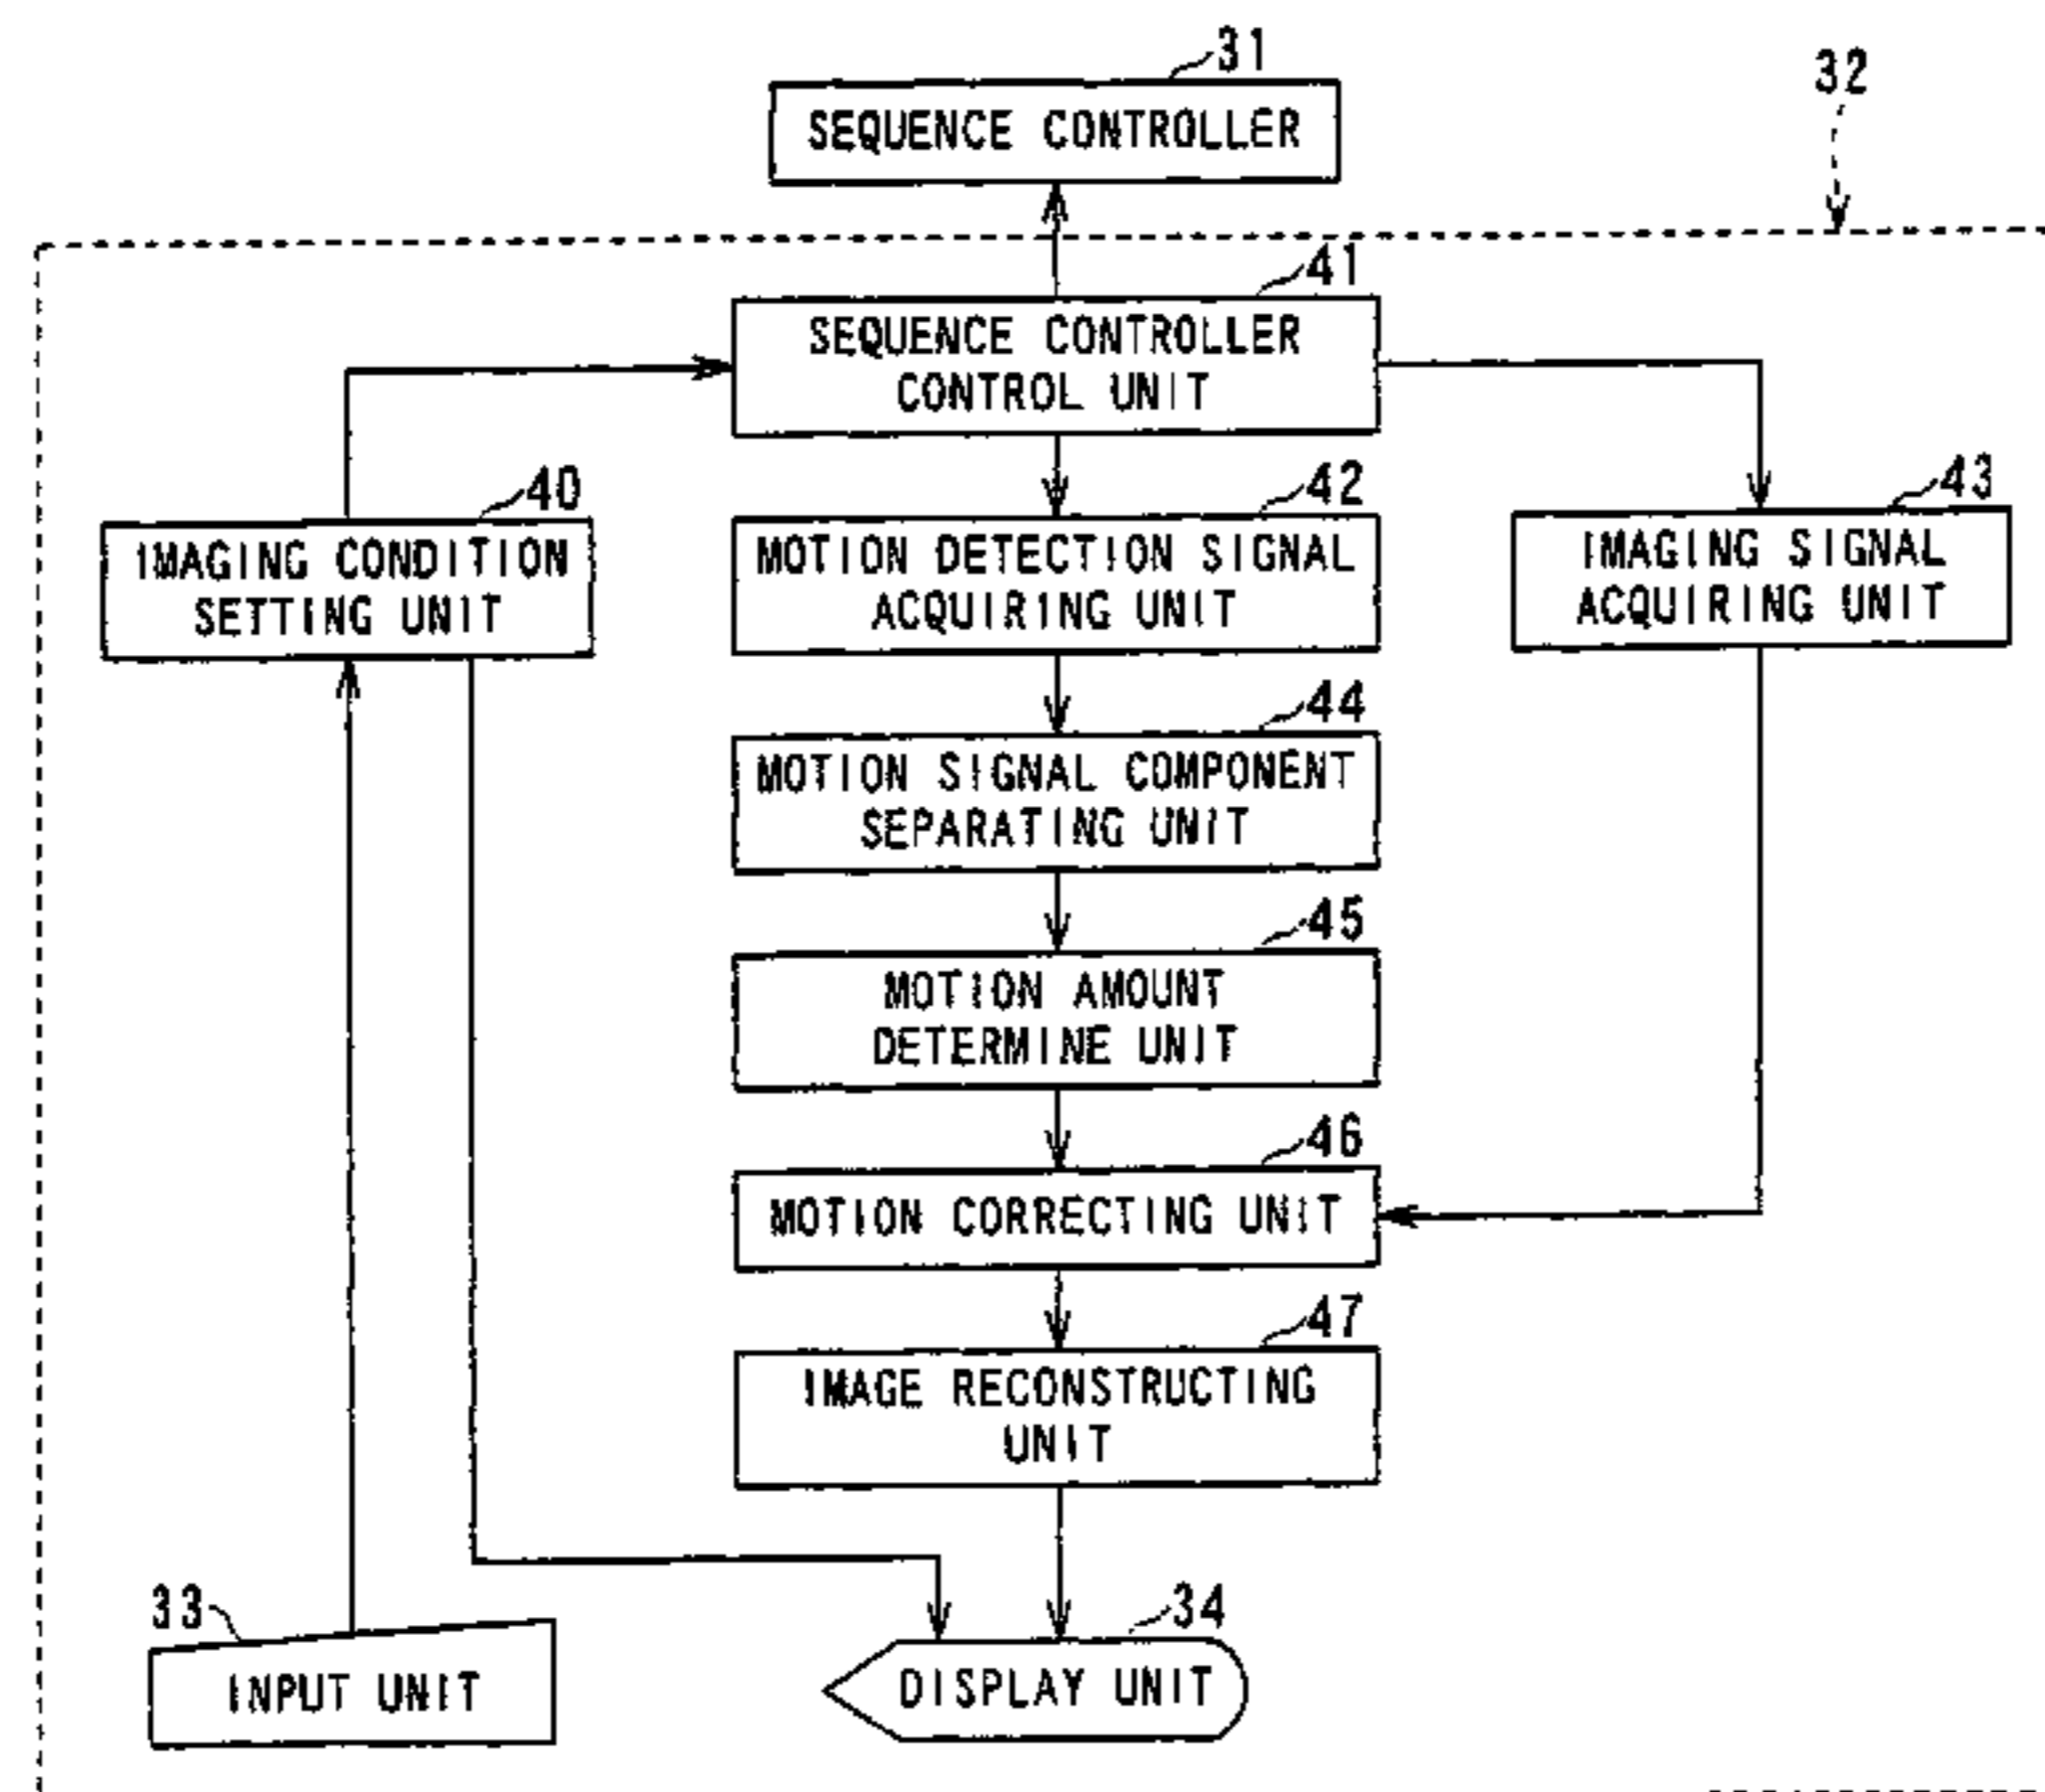 31
SEQUENCE CONTROLLER
32
41
SEQUENCE CONTROLLER
CONTROL UNIT
40
IMAGING CONDITION
SETTING UNIT
42
MOTION DETECTION SIGNAL
ACQUIRING UNIT
43
IMAGING SIGNAL
ACQUIRING UNIT
44
MOTION SIGNAL COMPONENT
SEPARATING UNIT
45
MOTION AMOUNT
DETERMINE UNIT
46
MOTION CORRECTING UNIT
47
IMAGE RECONSTRUCTING
UNIT
33
INPUT UNIT
34
DISPLAY UNIT